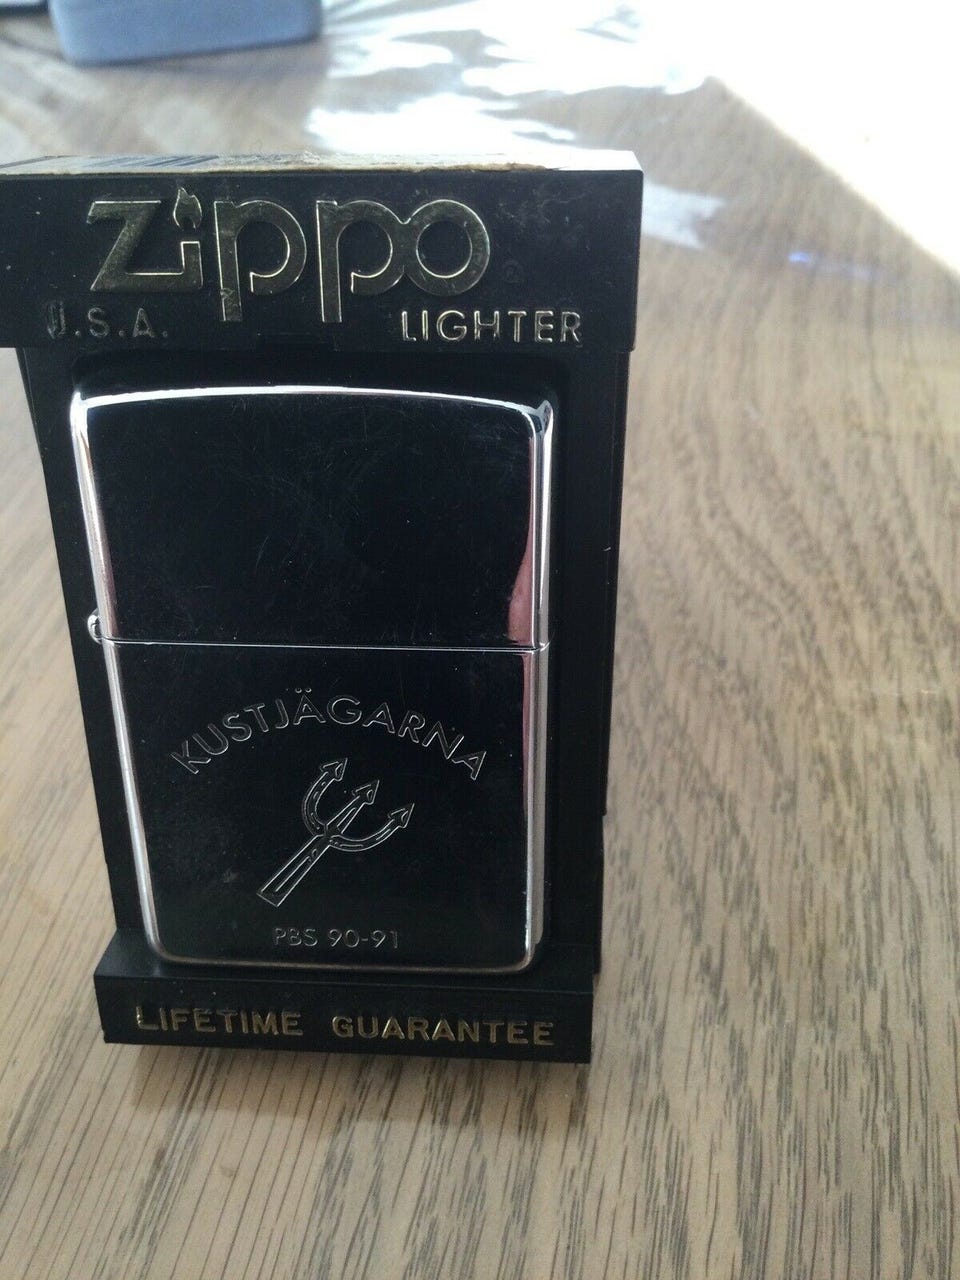 Zippo
U.S.A. LIGHTER
KUSTJÄGARNA
PBS 90-91
LIFETIME GUARANTEE